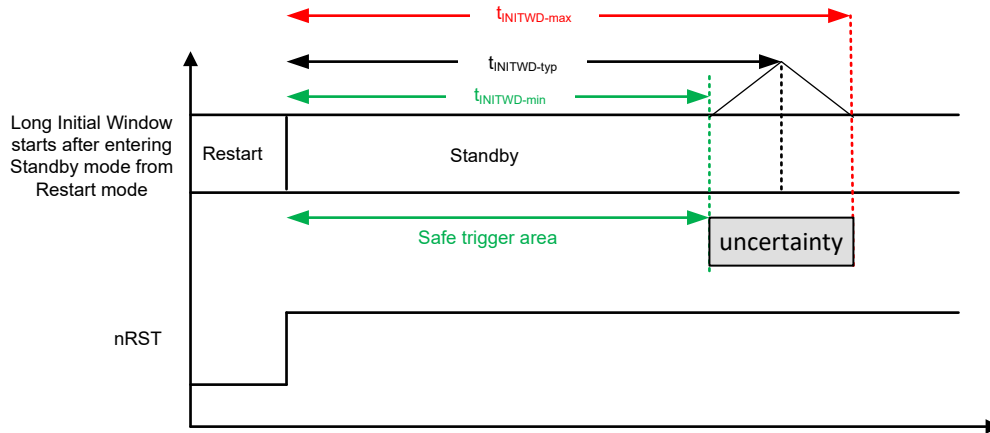 tINITWD-max
tINITWD-typ
tINITWD-min
Long Initial Window
starts after entering
Standby mode from
Restart mode
Restart
Standby
Safe trigger area
uncertainty
nRST